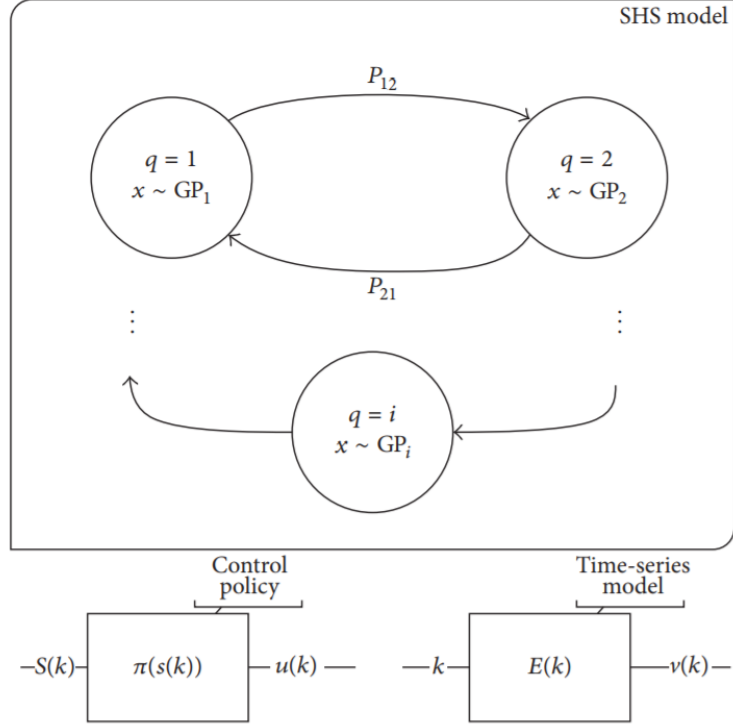 SHS model
P₁₂
q = 1
x ~ GP₁
q = 2
x ~ GP₂
P₂₁
⋮
⋮
q = i
x ~ GPᵢ
Control
policy
Time-series
model
S(k)
π(s(k))
u(k)
k
E(k)
v(k)